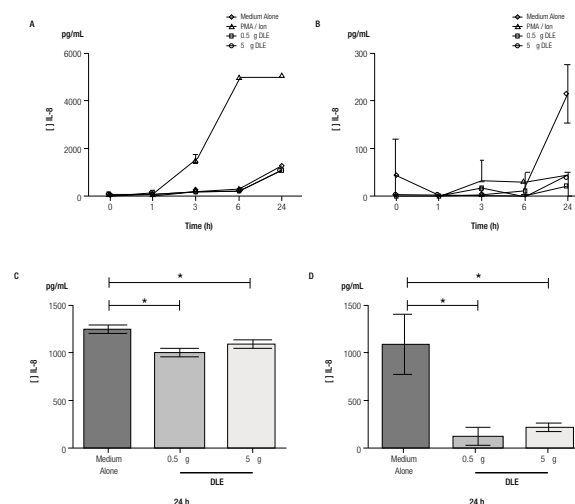 A
pg/mL
Medium Alone
PMA / Ion
0.5 g DLE
5 g DLE
[ ] IL-8
6000
4000
2000
0
0 1 3 6 24
Time (h)
B
pg/mL
Medium Alone
PMA / Ion
0.5 g DLE
5 g DLE
[ ] IL-8
300
200
100
0
0 1 3 6 24
Time (h)
C
pg/mL
[ ] IL-8
1500
1000
500
0
*
*
Medium
Alone
0.5 g
5 g
DLE
24 h
D
pg/mL
[ ] IL-8
1500
1000
500
0
*
*
Medium
Alone
0.5 g
5 g
DLE
24 h